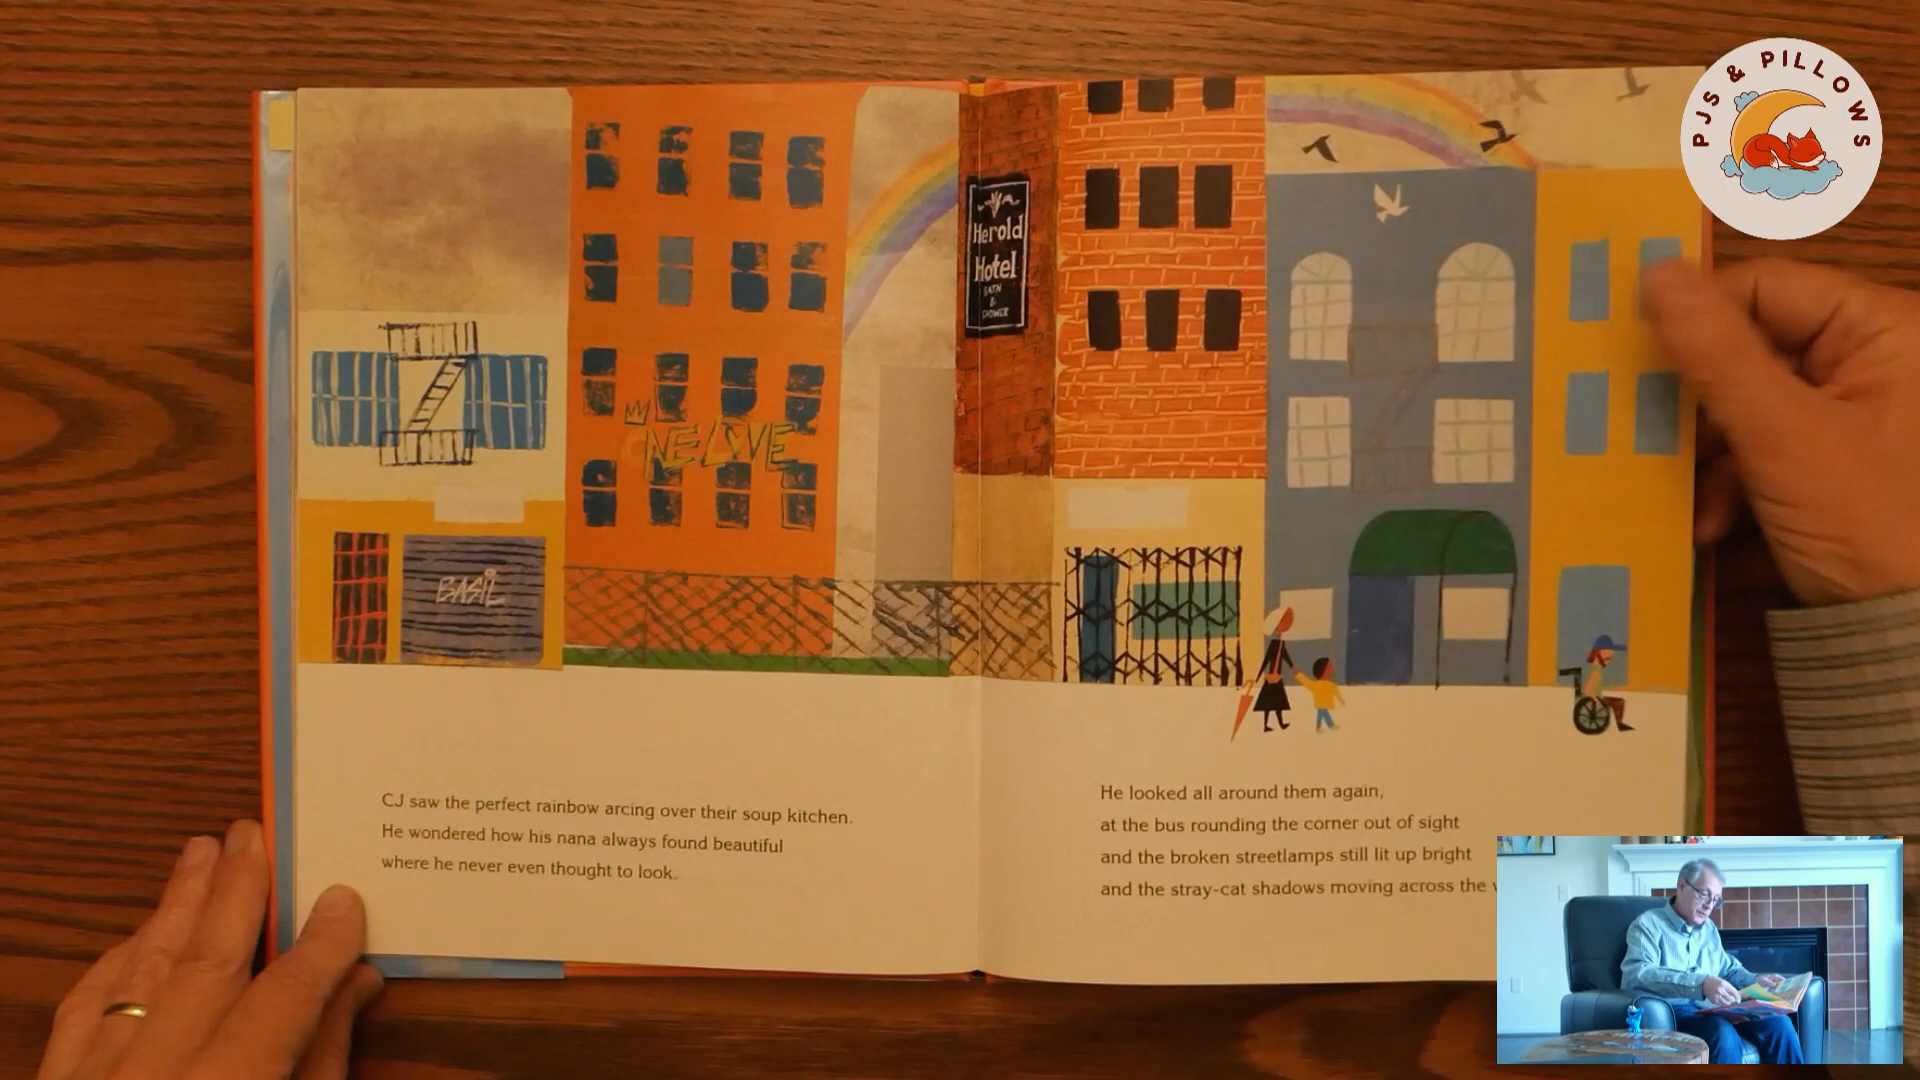 PJS & PILLOWS
Herold
Hotel
BATH
&
SHOWER
NE LOVE
BASIL
CJ saw the perfect rainbow arcing over their soup kitchen.
He wondered how his nana always found beautiful
where he never even thought to look.
He looked all around them again,
at the bus rounding the corner out of sight
and the broken streetlamps still lit up bright
and the stray-cat shadows moving across the